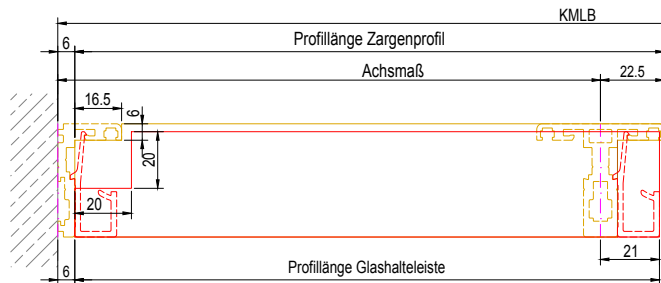 KMLB
6
Profillänge Zargenprofil
Achsmaß
22.5
16.5
6
20
20
21
6
Profillänge Glashalteleiste